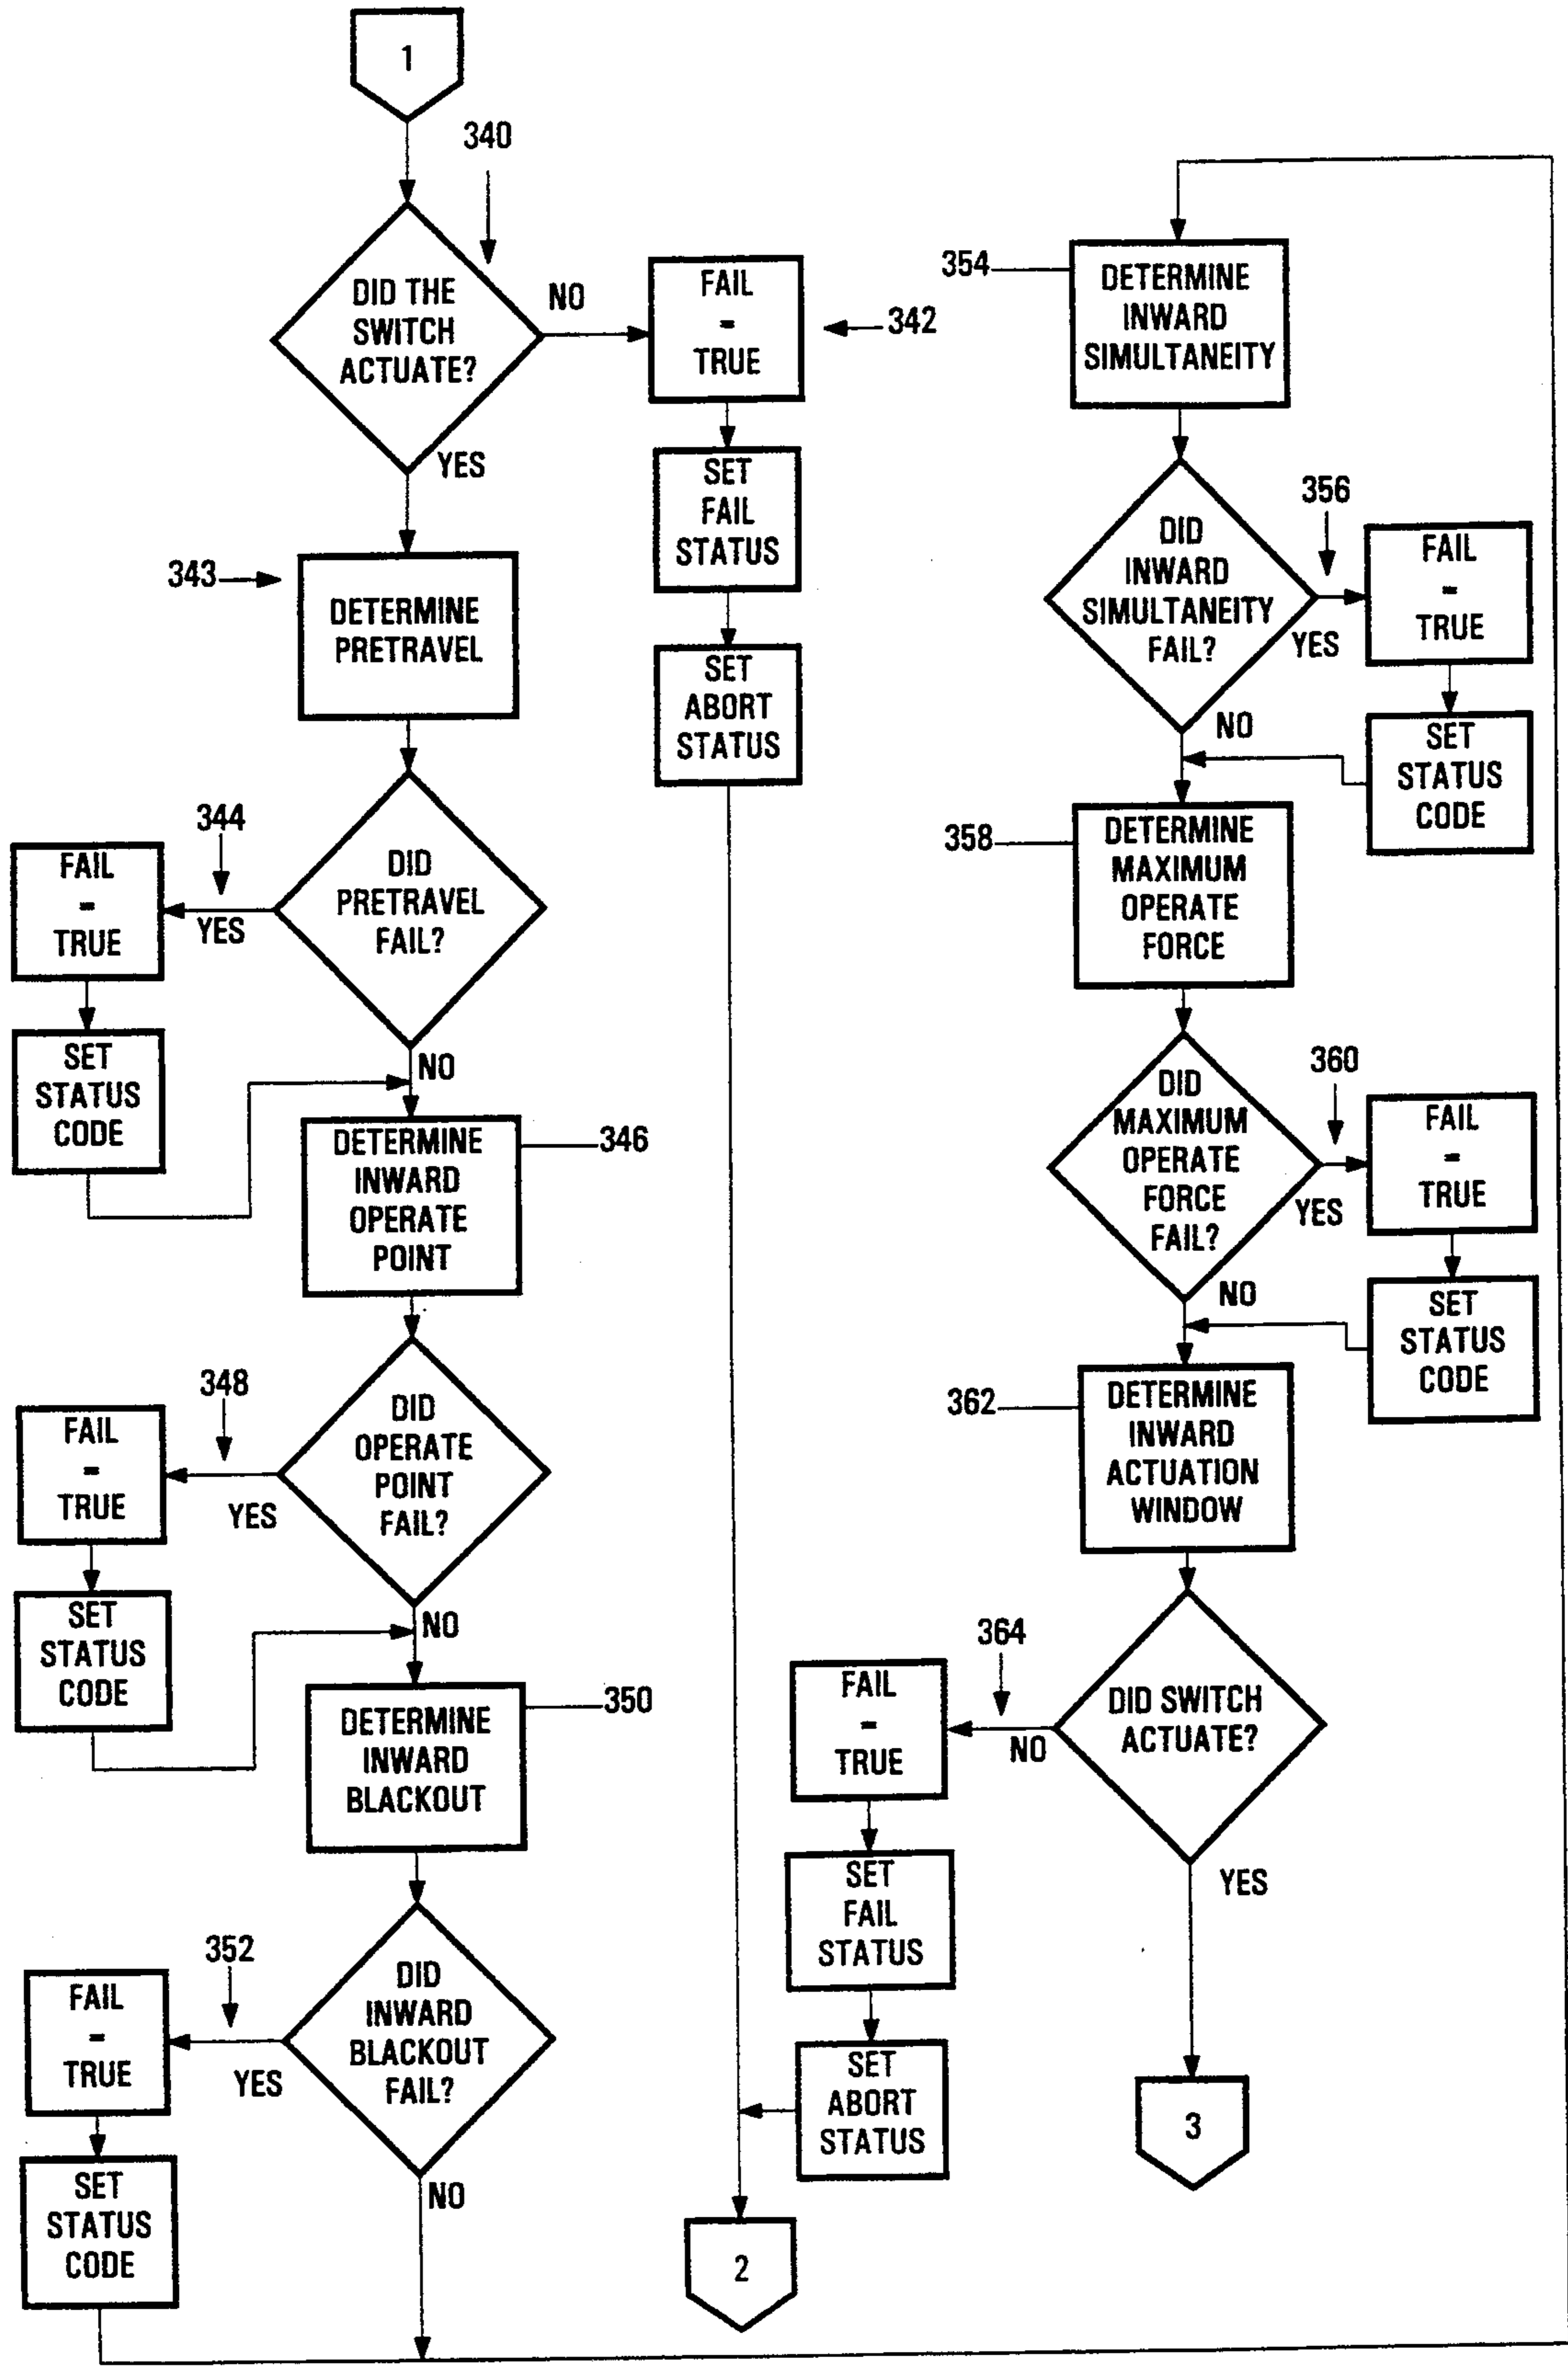 1
340
DID THE
SWITCH
ACTUATE?
NO
FAIL
=
TRUE
342
YES
SET
FAIL
STATUS
SET
ABORT
STATUS
343
DETERMINE
PRETRAVEL
DID
PRETRAVEL
FAIL?
344
YES
FAIL
=
TRUE
SET
STATUS
CODE
NO
DETERMINE
INWARD
OPERATE
POINT
346
DID
OPERATE
POINT
FAIL?
348
YES
FAIL
=
TRUE
SET
STATUS
CODE
NO
DETERMINE
INWARD
BLACKOUT
350
DID
INWARD
BLACKOUT
FAIL?
352
YES
FAIL
=
TRUE
SET
STATUS
CODE
NO
2
354
DETERMINE
INWARD
SIMULTANEITY
DID
INWARD
SIMULTANEITY
FAIL?
356
YES
FAIL
=
TRUE
SET
STATUS
CODE
NO
358
DETERMINE
MAXIMUM
OPERATE
FORCE
DID
MAXIMUM
OPERATE
FORCE
FAIL?
360
YES
FAIL
=
TRUE
SET
STATUS
CODE
NO
362
DETERMINE
INWARD
ACTUATION
WINDOW
DID SWITCH
ACTUATE?
364
NO
FAIL
=
TRUE
SET
FAIL
STATUS
SET
ABORT
STATUS
YES
3